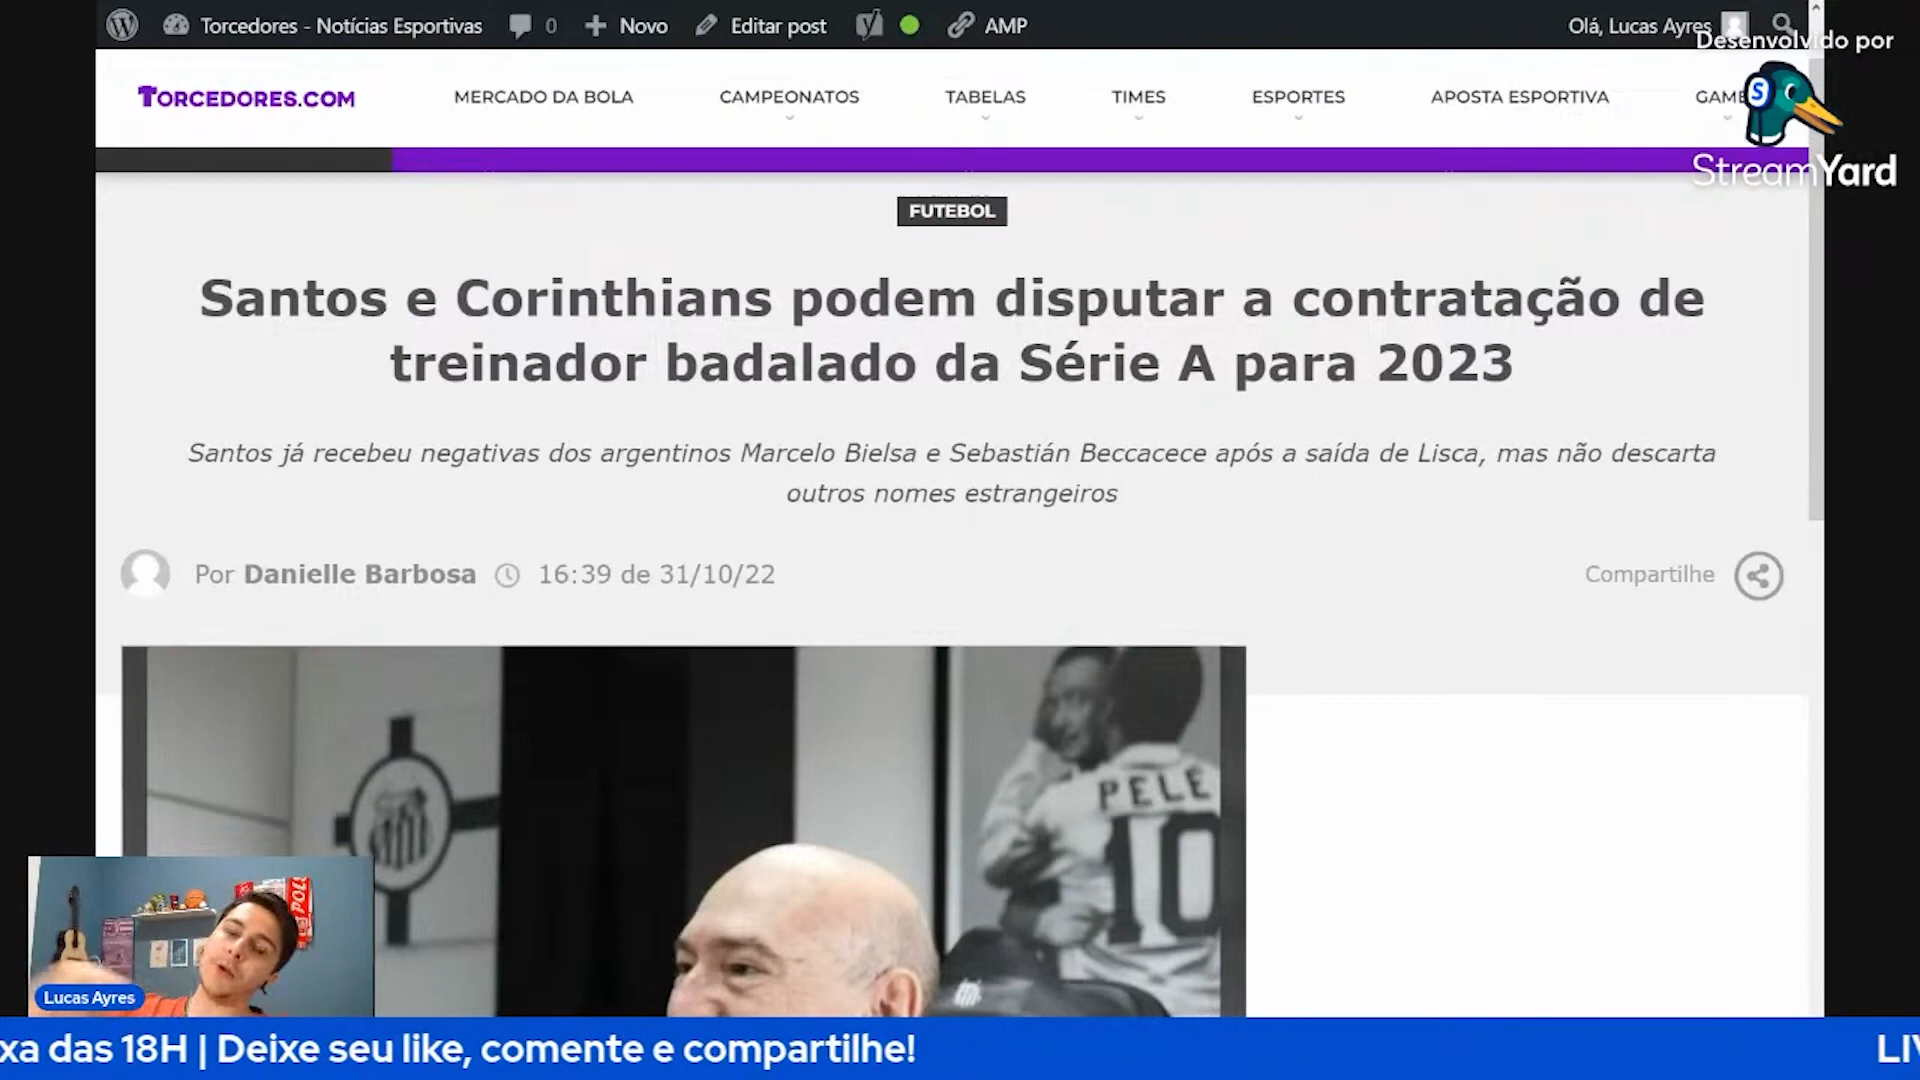 Torcedores - Notícias Esportivas 0 Novo Editar post AMP Olá, Lucas Ayres
Desenvolvido por
StreamYard
TORCEDORES.COM MERCADO DA BOLA CAMPEONATOS TABELAS TIMES ESPORTES APOSTA ESPORTIVA GAME
FUTEBOL
Santos e Corinthians podem disputar a contratação de
treinador badalado da Série A para 2023
Santos já recebeu negativas dos argentinos Marcelo Bielsa e Sebastián Beccacece após a saída de Lisca, mas não descarta
outros nomes estrangeiros
Por Danielle Barbosa 16:39 de 31/10/22 Compartilhe
PELÉ
10
Lucas Ayres
xa das 18H | Deixe seu like, comente e compartilhe! LIV